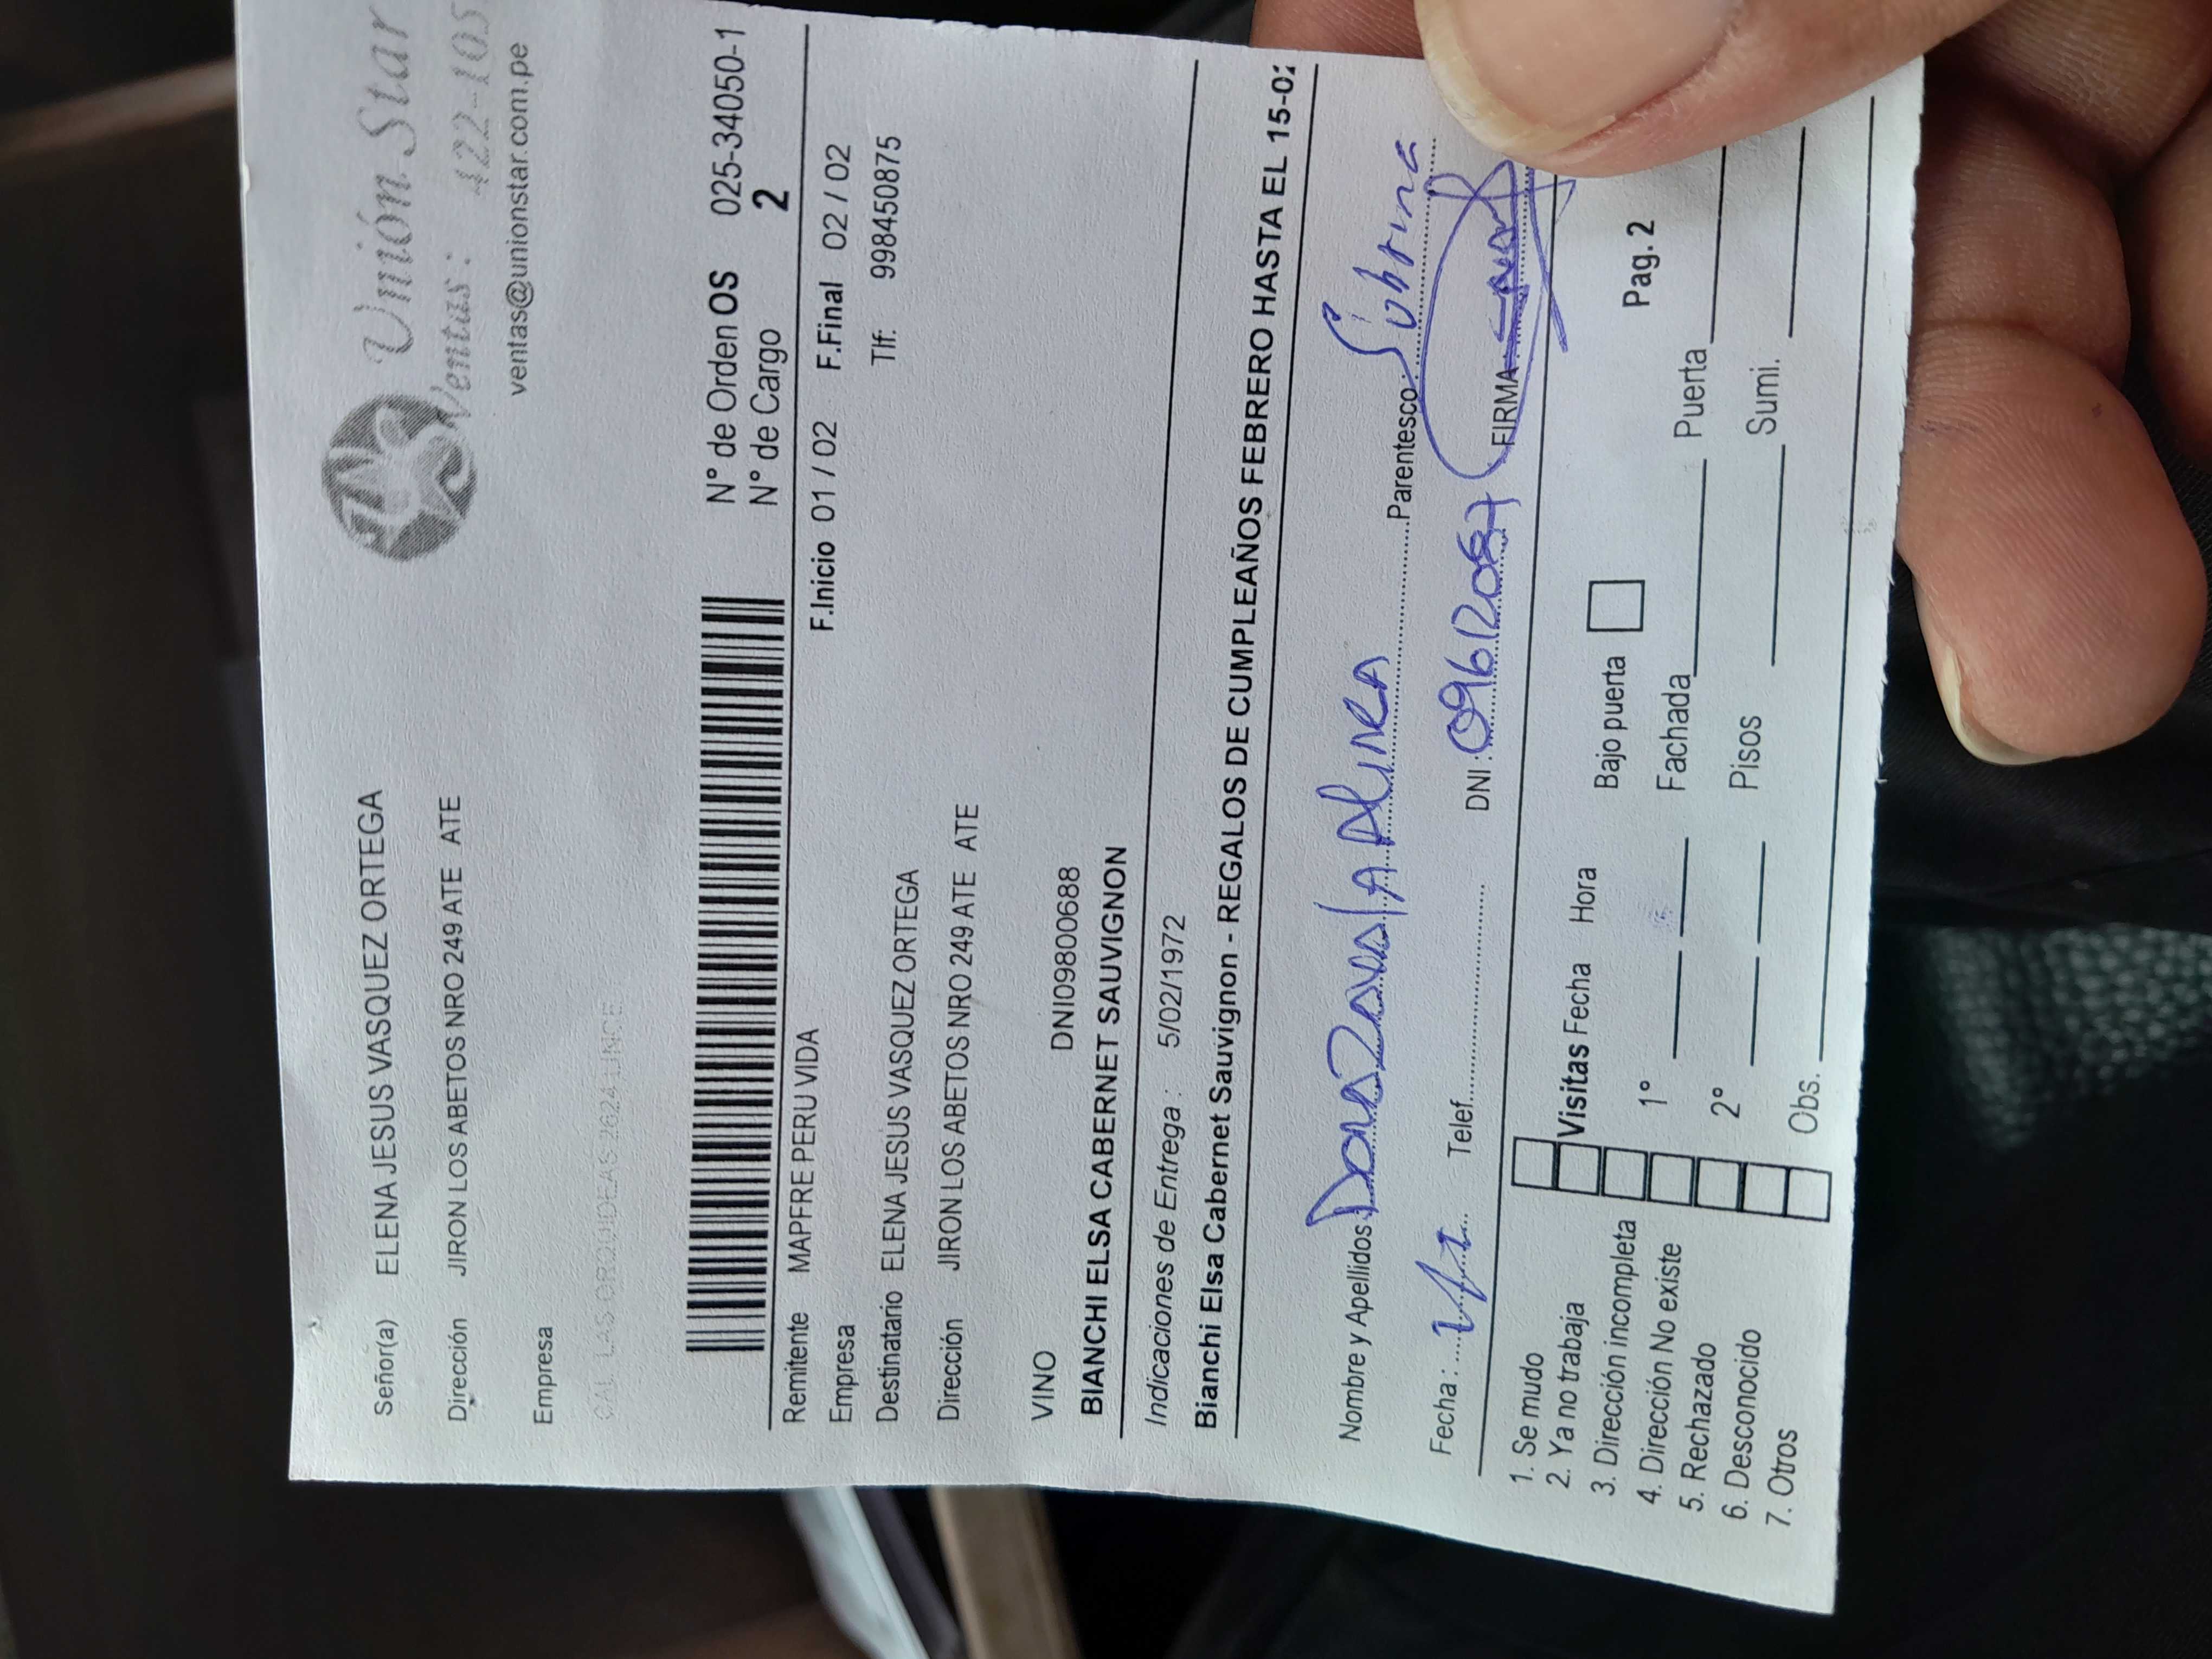 Unión Star
Ventas: 422-105
ventas@unionstar.com.pe
Señor(a) ELENA JESUS VASQUEZ ORTEGA
Dirección JIRON LOS ABETOS NRO 249 ATE ATE
Empresa
CAL LAS ORQUIDEAS 2624 LINCE
N° de Orden OS 025-34050-1
N° de Cargo 2
Remitente MAPFRE PERU VIDA F.Inicio 01 / 02 F.Final 02 / 02
Empresa Tlf: 998450875
Destinatario ELENA JESUS VASQUEZ ORTEGA
Dirección JIRON LOS ABETOS NRO 249 ATE ATE
VINO DNI09800688
BIANCHI ELSA CABERNET SAUVIGNON
Indicaciones de Entrega : 5/02/1972
Bianchi Elsa Cabernet Sauvignon - REGALOS DE CUMPLEAÑOS FEBRERO HASTA EL 15-02
Nombre y Apellidos: Parentesco:
Fecha : Telef. DNI : 09612087 FIRMA
1. Se mudo
2. Ya no trabaja
3. Dirección incompleta
4. Dirección No existe
5. Rechazado
6. Desconocido
7. Otros
Visitas Fecha Hora Bajo puerta Pag. 2
1° Fachada Puerta
2° Pisos Sumi.
Obs.